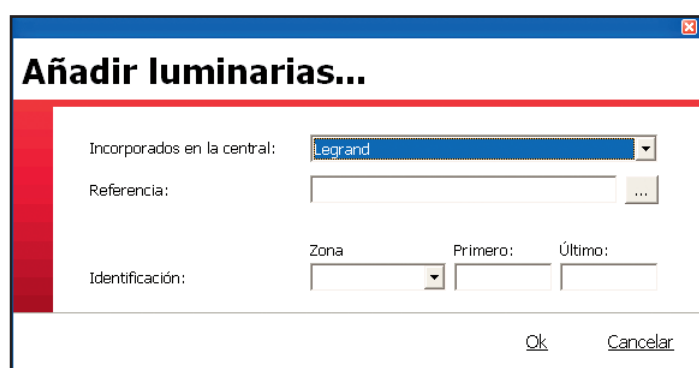 Añadir luminarias...
Incorporados en la central:
Legrand
Referencia:
...
Zona
Primero:
Último:
Identificación:
Ok
Cancelar